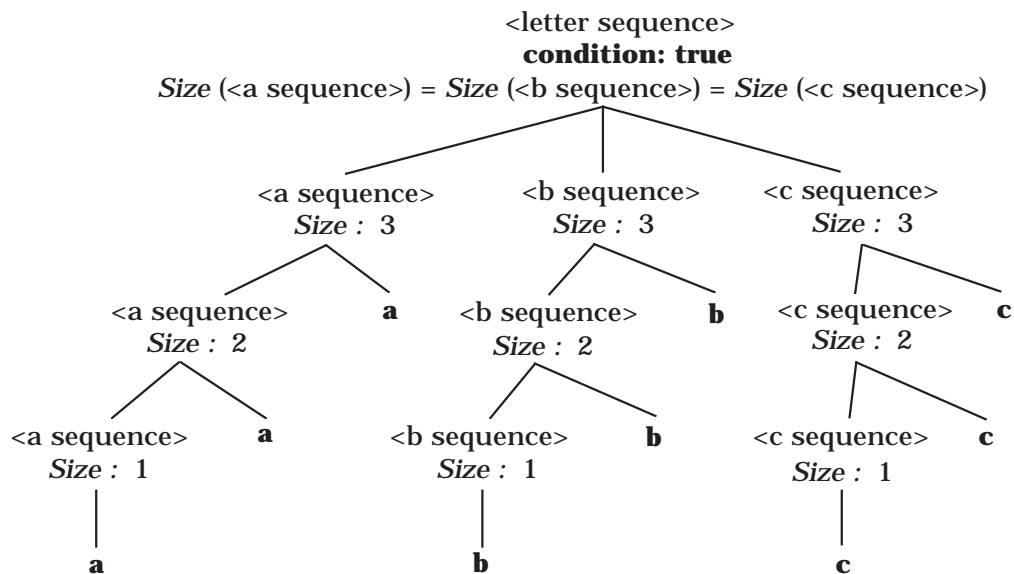 <letter sequence>
condition: true
Size (<a sequence>) = Size (<b sequence>) = Size (<c sequence>)
<a sequence> <b sequence> <c sequence>
Size : 3 Size : 3 Size : 3
<a sequence> a <b sequence> b <c sequence> c
Size : 2 Size : 2 Size : 2
<a sequence> a <b sequence> b <c sequence> c
Size : 1 Size : 1 Size : 1
a b c